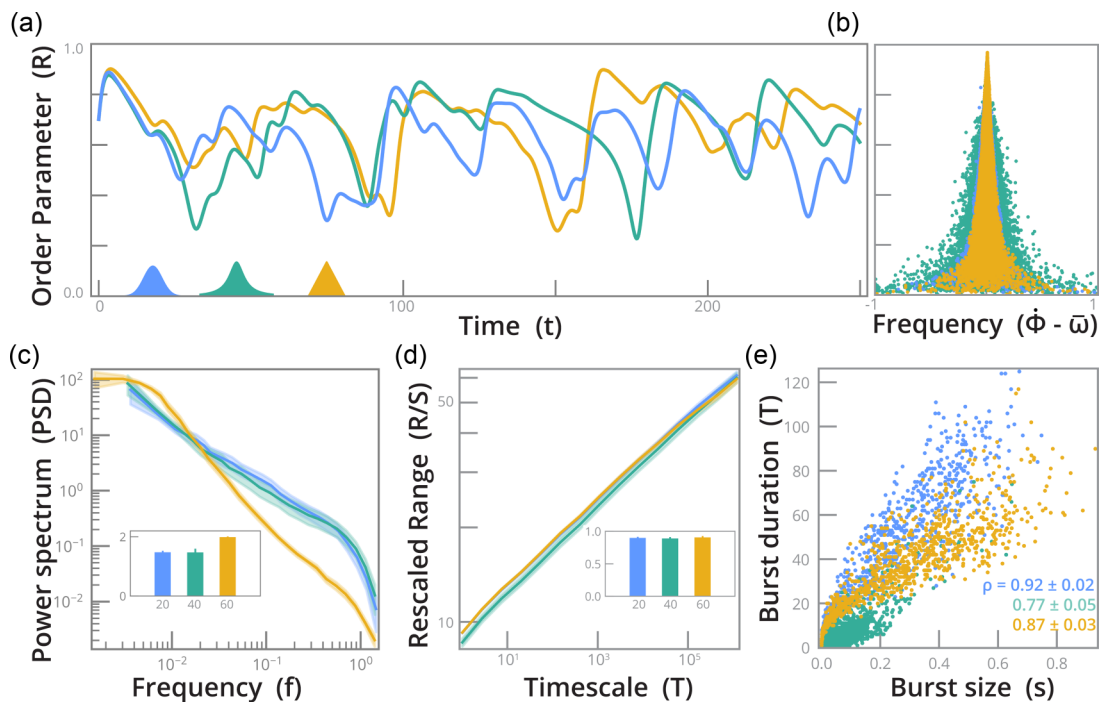 (a)
(b)
Order Parameter (R)
1.0
0.0
0
100
200
Time (t)
-1
1
Frequency (Φ̇ - ω̄)
(c)
(d)
(e)
Power spectrum (PSD)
10²
10¹
10⁰
10⁻¹
10⁻²
2
0
20 40 60
10⁻² 10⁻¹ 10⁰
Frequency (f)
Rescaled Range (R/S)
50
10
1.0
0.5
0.0
20 40 60
10¹ 10³ 10⁵
Timescale (T)
Burst duration (T)
120
100
80
60
40
20
0
ρ = 0.92 ± 0.02
0.77 ± 0.05
0.87 ± 0.03
0.0 0.2 0.4 0.6 0.8
Burst size (s)